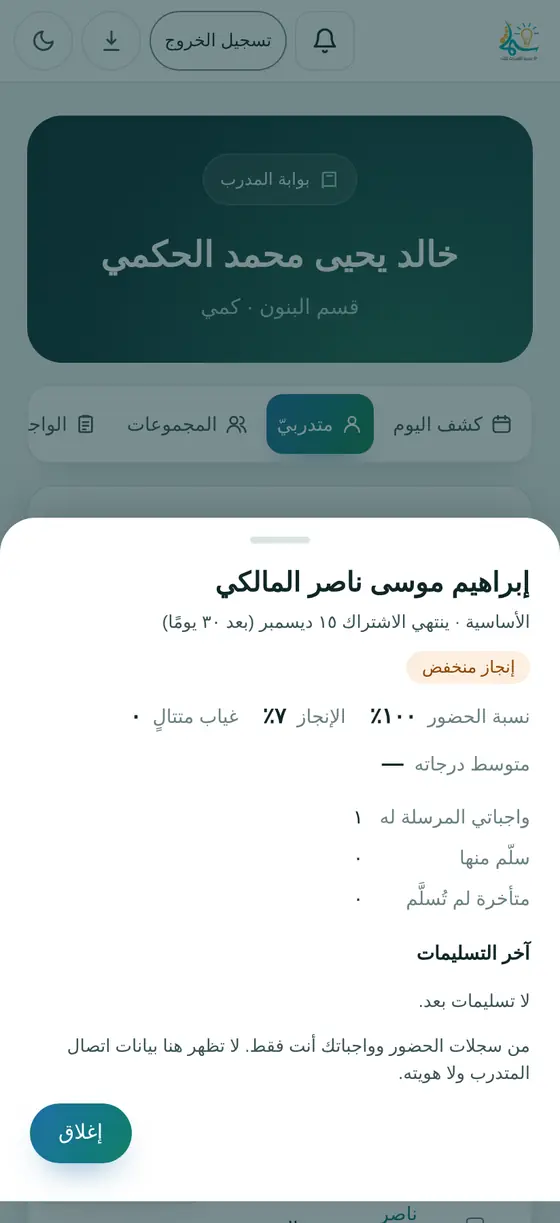 تسجيل الخروج
بوابة المدرب
خالد يحيى محمد الحكمي
قسم البنون · كمي
كشف اليوم
متدربيّ
المجموعات
الواج
إبراهيم موسى ناصر المالكي
الأساسية · ينتهي الاشتراك ١٥ ديسمبر (بعد ٣٠ يومًا)
إنجاز منخفض
نسبة الحضور ١٠٠٪ الإنجاز ٧٪ غياب متتالٍ ٠
متوسط درجاته —
واجباتي المرسلة له ١
سلّم منها ٠
متأخرة لم تُسلَّم ٠
آخر التسليمات
لا تسليمات بعد.
من سجلات الحضور وواجباتك أنت فقط. لا تظهر هنا بيانات اتصال
المتدرب ولا هويته.
إغلاق
ناصر